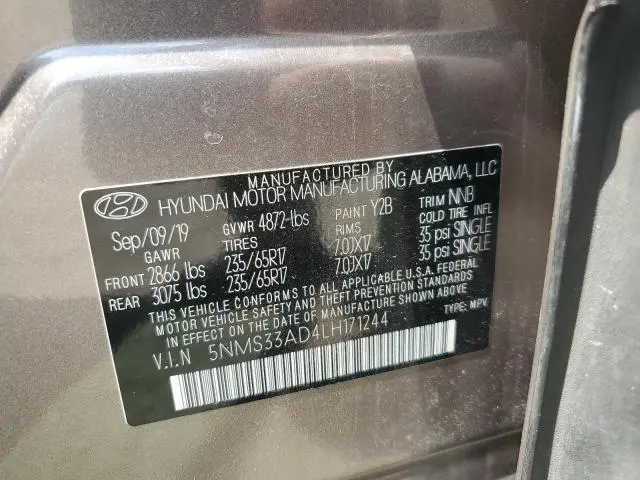 MANUFACTURED BY
HYUNDAI MOTOR MANUFACTURING ALABAMA, LLC
Sep/09/19 GVWR 4872-lbs PAINT Y2B TRIM NNB
GAWR TIRES RIMS COLD TIRE INFL
FRONT 2866 lbs 235/65R17 7.0JX17 35 psi SINGLE
REAR 3075 lbs 235/65R17 7.0JX17 35 psi SINGLE
THIS VEHICLE CONFORMS TO ALL APPLICABLE U.S.A. FEDERAL
MOTOR VEHICLE SAFETY AND THEFT PREVENTION STANDARDS
IN EFFECT ON THE DATE OF MANUFACTURE SHOWN ABOVE.
V.I.N 5NMS33AD4LH171244 TYPE: MPV